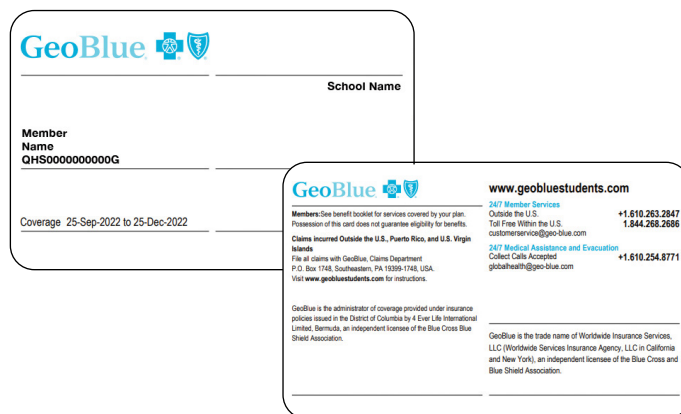 GeoBlue
School Name
Member
Name
QHS0000000000G
Coverage 25-Sep-2022 to 25-Dec-2022
GeoBlue
Members:See benefit booklet for services covered by your plan.
Possession of this card does not guarantee eligibility for benefits.
Claims incurred Outside the U.S., Puerto Rico, and U.S. Virgin
Islands
File all claims with GeoBlue, Claims Department
P.O. Box 1748, Southeastern, PA 19399-1748, USA.
Visit www.geobluestudents.com for instructions.
GeoBlue is the administrator of coverage provided under insurance
policies issued in the District of Columbia by 4 Ever Life International
Limited, Bermuda, an independent licensee of the Blue Cross Blue
Shield Association.
www.geobluestudents.com
24/7 Member Services
Outside the U.S. +1.610.263.2847
Toll Free Within the U.S. 1.844.268.2686
customerservice@geo-blue.com
24/7 Medical Assistance and Evacuation
Collect Calls Accepted +1.610.254.8771
globalhealth@geo-blue.com
GeoBlue is the trade name of Worldwide Insurance Services,
LLC (Worldwide Services Insurance Agency, LLC in California
and New York), an independent licensee of the Blue Cross and
Blue Shield Association.